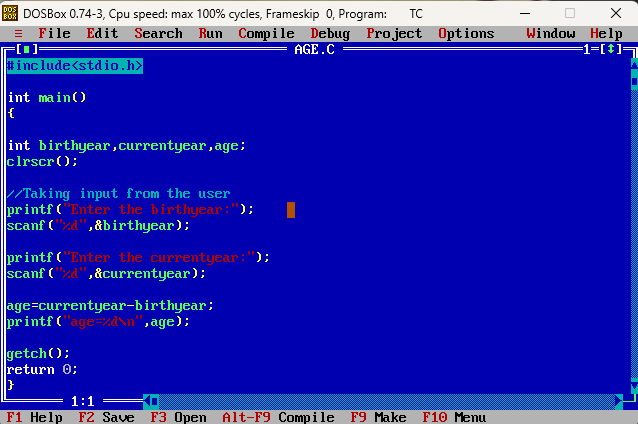 DOSBox 0.74-3, Cpu speed: max 100% cycles, Frameskip 0, Program: TC
≡ File Edit Search Run Compile Debug Project Options Window Help
[■] AGE.C 1=[↕]
#include<stdio.h>
int main()
{
int birthyear,currentyear,age;
clrscr();
//Taking input from the user
printf("Enter the birthyear:");
scanf("%d",&birthyear);
printf("Enter the currentyear:");
scanf("%d",&currentyear);
age=currentyear-birthyear;
printf("age=%d\n",age);
getch();
return 0;
}
1:1
F1 Help F2 Save F3 Open Alt-F9 Compile F9 Make F10 Menu